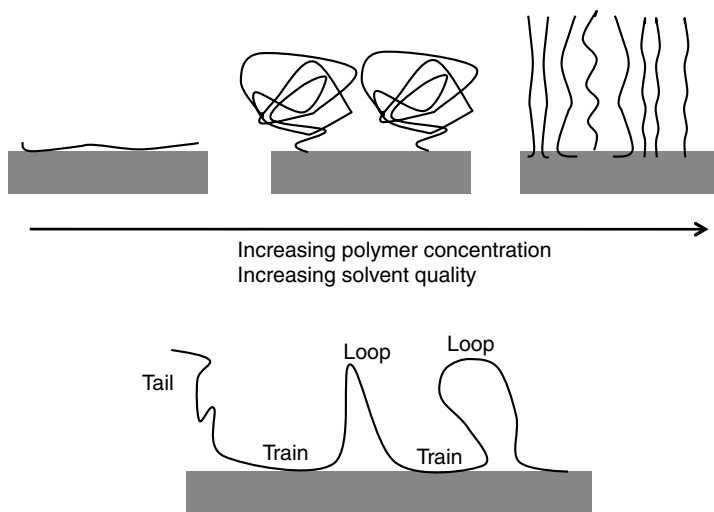 Increasing polymer concentration
Increasing solvent quality
Loop
Loop
Tail
Train
Train